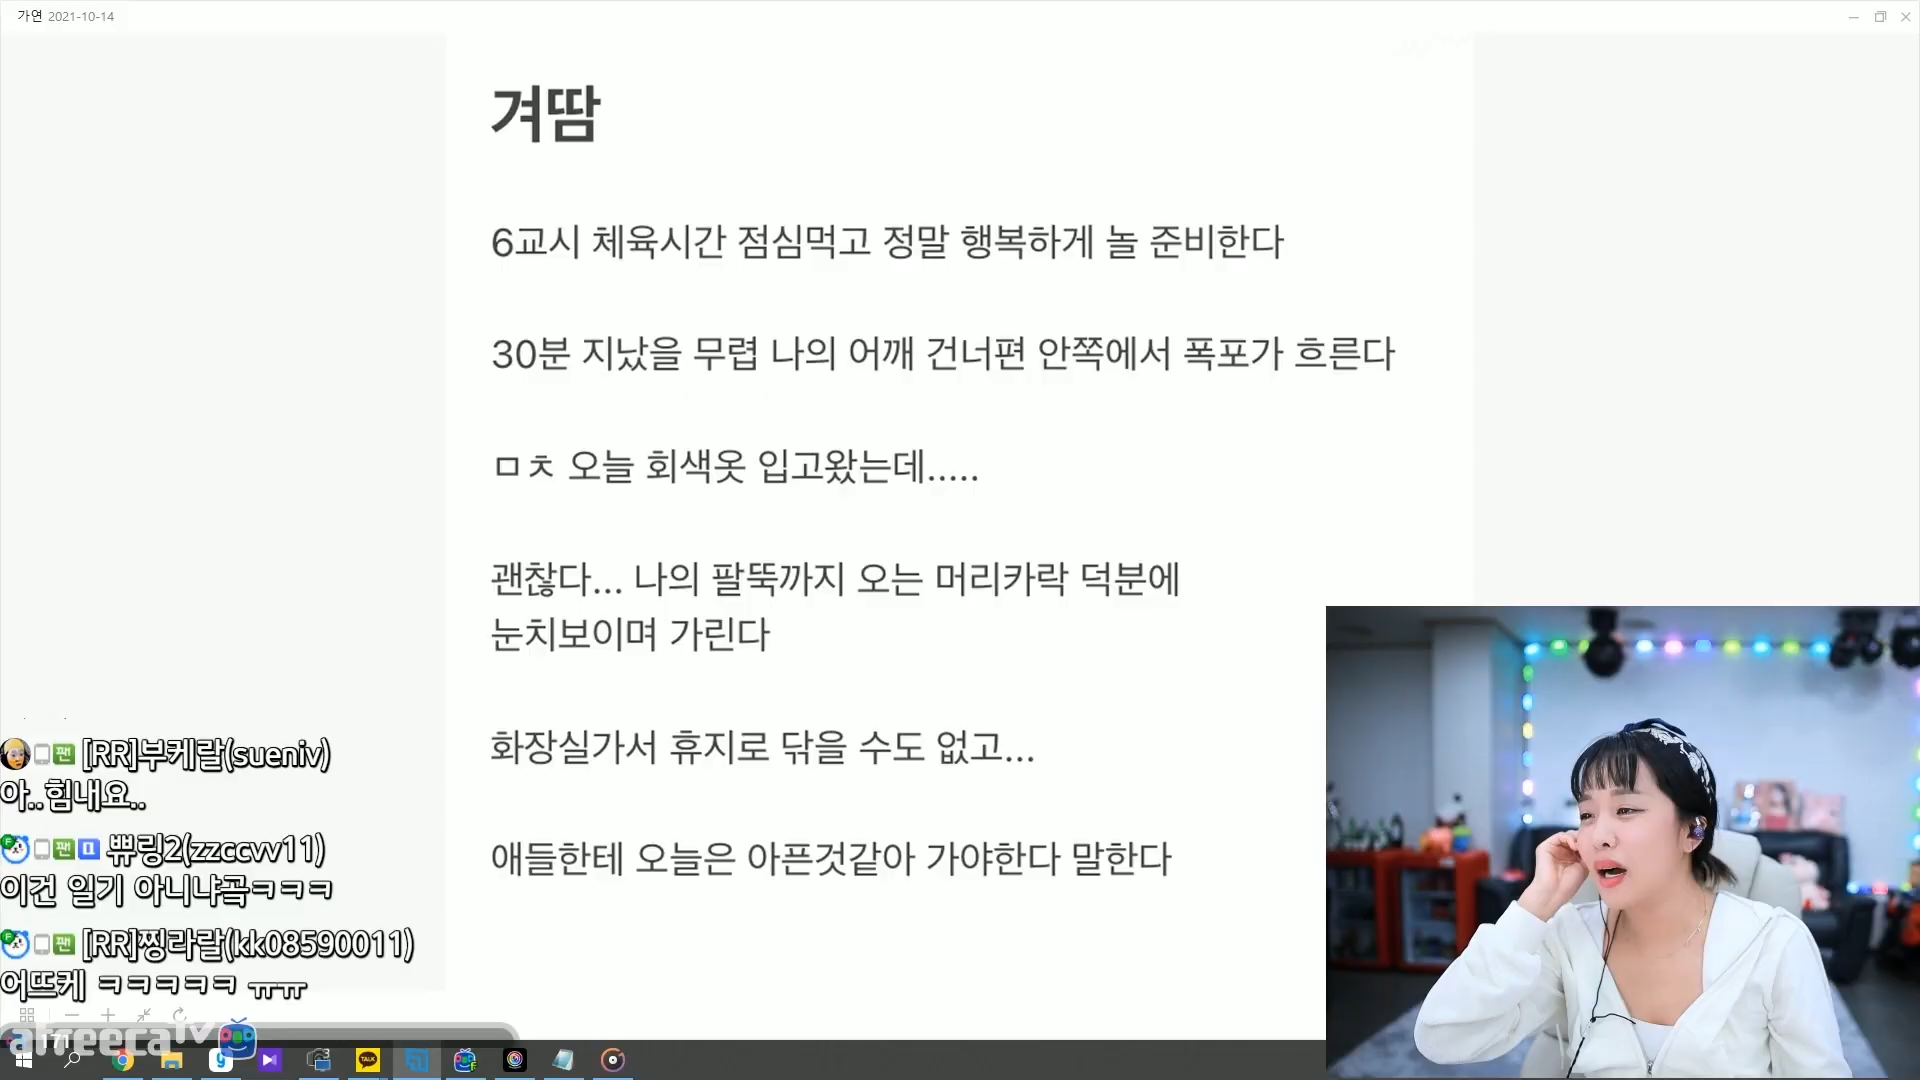 가연 2021-10-14
겨땀
6교시 체육시간 점심먹고 정말 행복하게 놀 준비한다
30분 지났을 무렵 나의 어깨 건너편 안쪽에서 폭포가 흐른다
ㅁㅊ 오늘 회색옷 입고왔는데.....
괜찮다... 나의 팔뚝까지 오는 머리카락 덕분에
눈치보이며 가린다
화장실가서 휴지로 닦을 수도 없고...
애들한테 오늘은 아픈것같아 가야한다 말한다
팬 [RR]부케랄(sueniv)
아..힘내요..
팬 쀼링2(zzccvv11)
이건 일기 아니냐곸ㅋㅋㅋ
팬 [RR]찡라랄(kk08590011)
어뜨케 ㅋㅋㅋㅋㅋ ㅠㅠ
171
afreecaTV
TALK